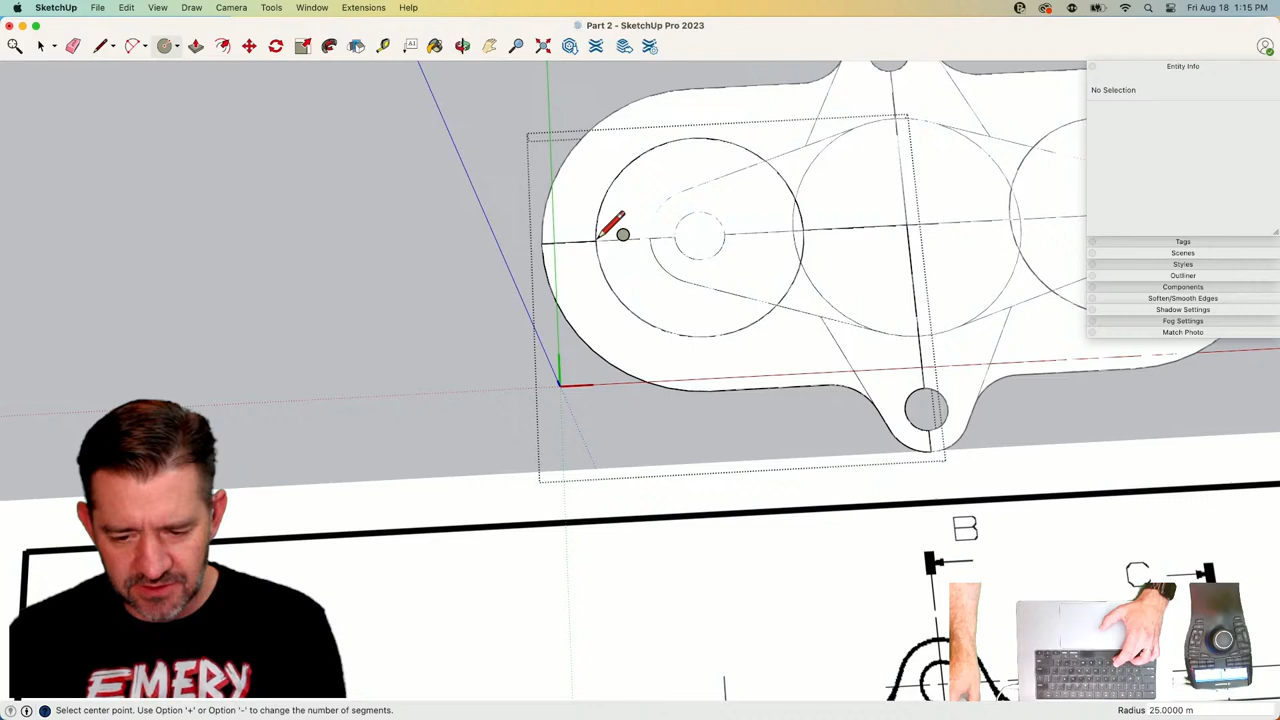 SketchUp File Edit View Draw Camera Tools Window Extensions Help
Fri Aug 18 1:15 PM
Part 2 - SketchUp Pro 2023
Entity Info
No Selection
Tags
Scenes
Styles
Outliner
Components
Soften/Smooth Edges
Shadow Settings
Fog Settings
Match Photo
B
C
EMERY
Select center point. Use Option '+' or Option '-' to change the number of segments.
Radius 25.0000 m